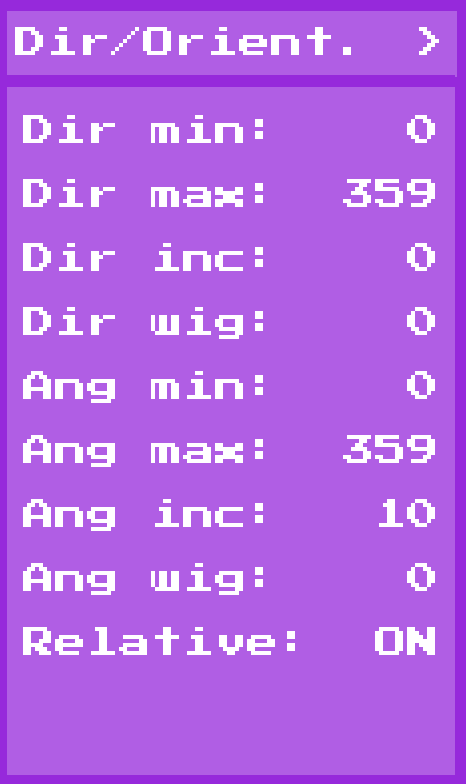 Dir/Orient. >
Dir min: 0
Dir max: 359
Dir inc: 0
Dir wig: 0
Ang min: 0
Ang max: 359
Ang inc: 10
Ang wig: 0
Relative: ON